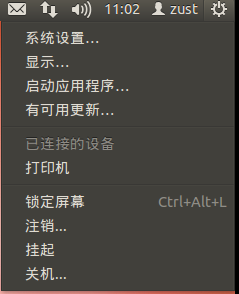 11:02 zust
系统设置...
显示...
启动应用程序...
有可用更新...
已连接的设备
打印机
锁定屏幕 Ctrl+Alt+L
注销...
挂起
关机...